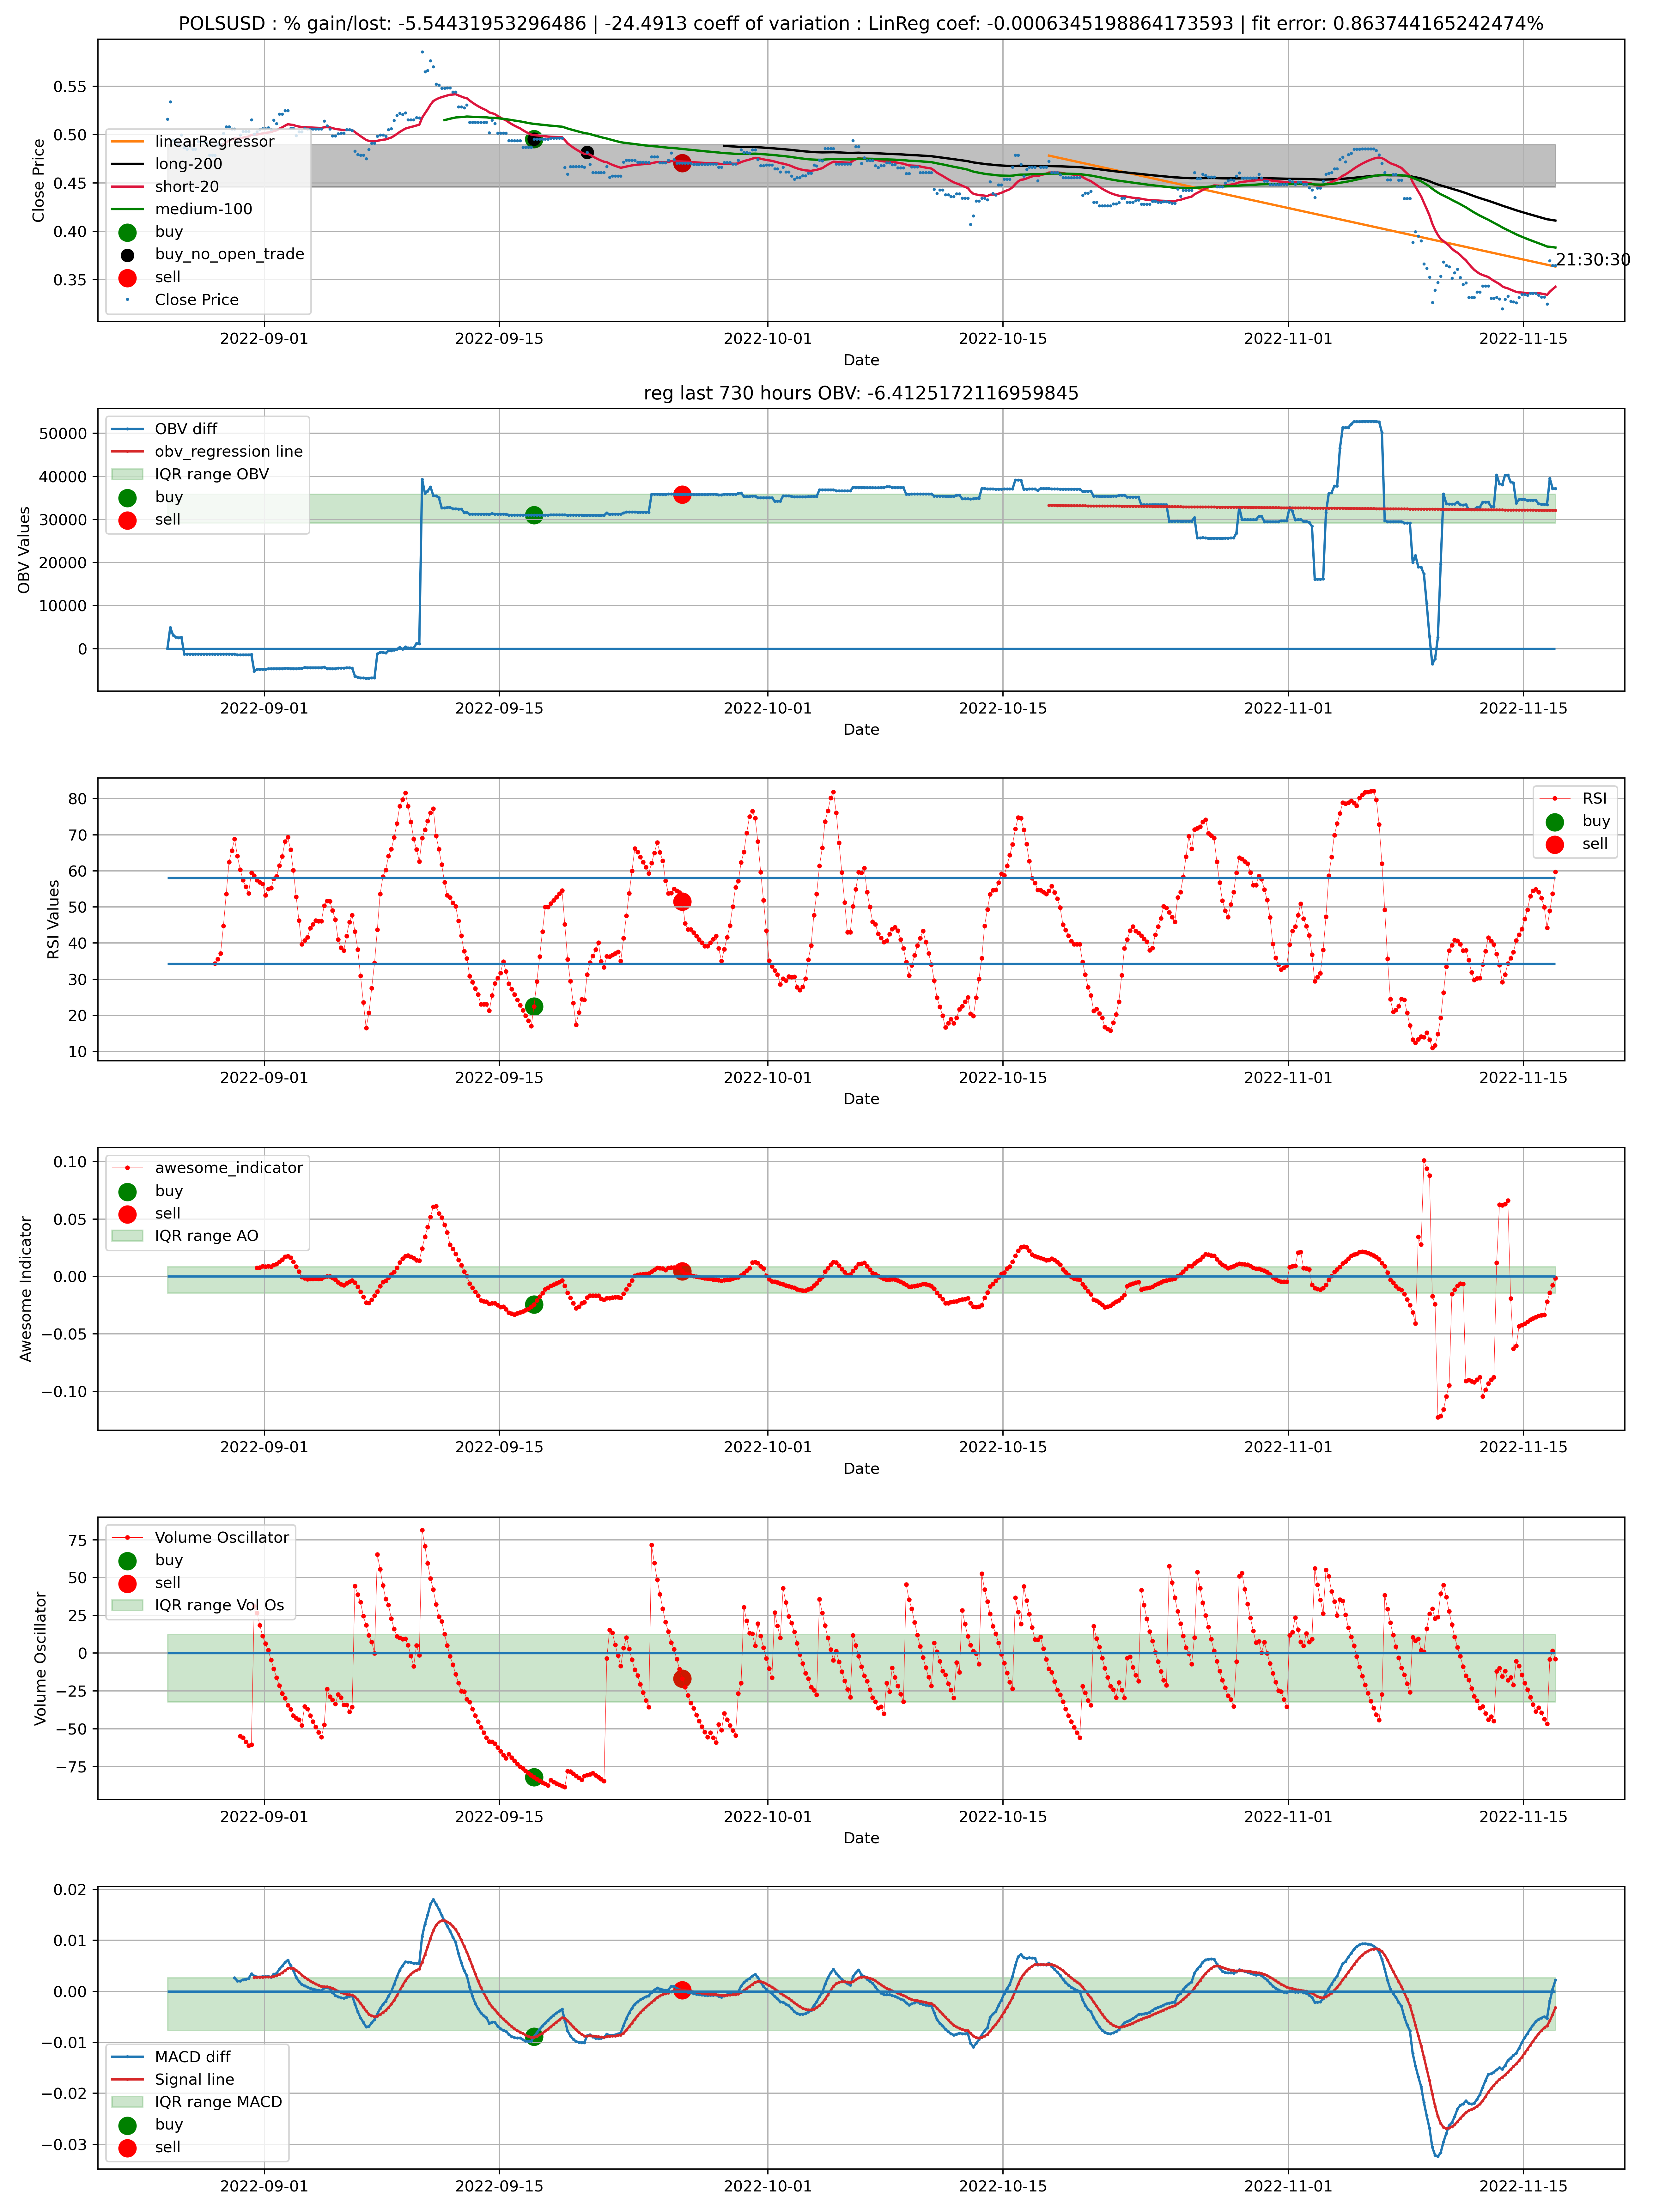 POLSUSD : % gain/lost: -5.54431953296486 | -24.4913 coeff of variation : LinReg coef: -0.0006345198864173593 | fit error: 0.863744165242474%
Close Price
0.55
0.50
0.45
0.40
0.35
linearRegressor
long-200
short-20
medium-100
buy
buy_no_open_trade
sell
Close Price
21:30:30
2022-09-01 2022-09-15 2022-10-01 2022-10-15 2022-11-01 2022-11-15
Date
reg last 730 hours OBV: -6.4125172116959845
OBV Values
50000
40000
30000
20000
10000
0
OBV diff
obv_regression line
IQR range OBV
buy
sell
2022-09-01 2022-09-15 2022-10-01 2022-10-15 2022-11-01 2022-11-15
Date
RSI Values
80
70
60
50
40
30
20
10
RSI
buy
sell
2022-09-01 2022-09-15 2022-10-01 2022-10-15 2022-11-01 2022-11-15
Date
Awesome Indicator
0.10
0.05
0.00
−0.05
−0.10
awesome_indicator
buy
sell
IQR range AO
2022-09-01 2022-09-15 2022-10-01 2022-10-15 2022-11-01 2022-11-15
Date
Volume Oscillator
75
50
25
0
−25
−50
−75
Volume Oscillator
buy
sell
IQR range Vol Os
2022-09-01 2022-09-15 2022-10-01 2022-10-15 2022-11-01 2022-11-15
Date
0.02
0.01
0.00
−0.01
−0.02
−0.03
MACD diff
Signal line
IQR range MACD
buy
sell
2022-09-01 2022-09-15 2022-10-01 2022-10-15 2022-11-01 2022-11-15